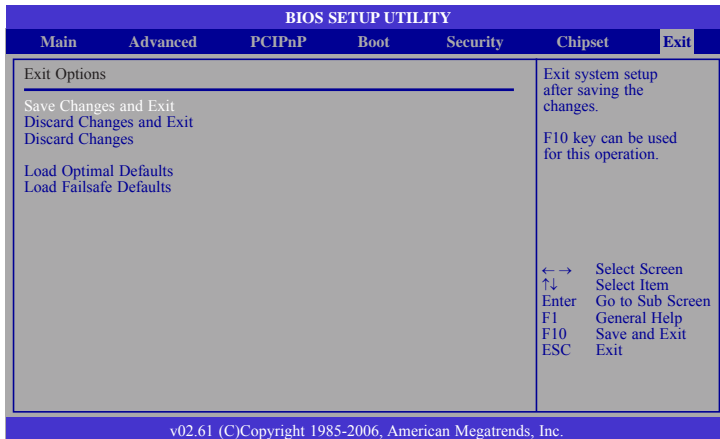 BIOS SETUP UTILITY
Main Advanced PCIPnP Boot Security Chipset Exit
Exit Options
Save Changes and Exit
Discard Changes and Exit
Discard Changes
Load Optimal Defaults
Load Failsafe Defaults
Exit system setup
after saving the
changes.
F10 key can be used
for this operation.
←→ Select Screen
↑↓ Select Item
Enter Go to Sub Screen
F1 General Help
F10 Save and Exit
ESC Exit
v02.61 (C)Copyright 1985-2006, American Megatrends, Inc.